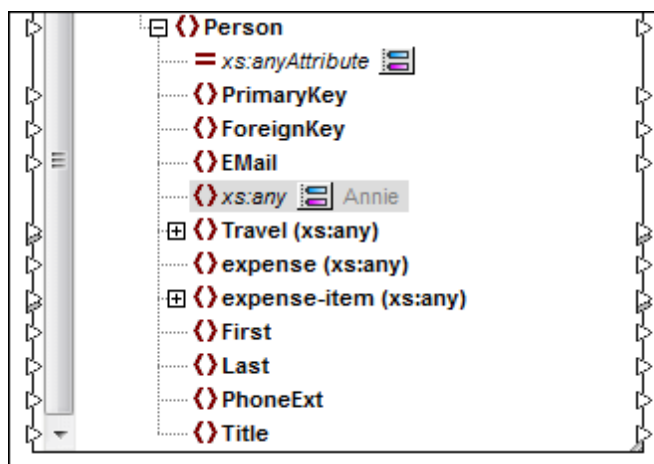 Person
xs:anyAttribute
PrimaryKey
ForeignKey
EMail
xs:any Annie
Travel (xs:any)
expense (xs:any)
expense-item (xs:any)
First
Last
PhoneExt
Title